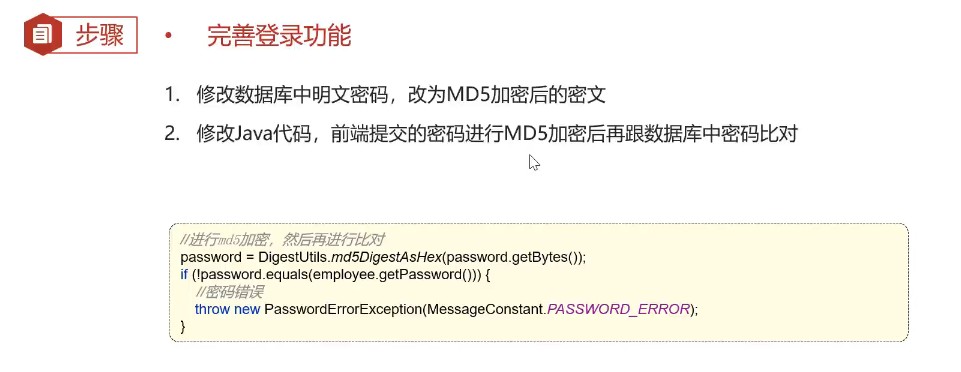 步骤
• 完善登录功能
1. 修改数据库中明文密码，改为MD5加密后的密文
2. 修改Java代码，前端提交的密码进行MD5加密后再跟数据库中密码比对
//进行md5加密，然后再进行比对
password = DigestUtils.md5DigestAsHex(password.getBytes());
if (!password.equals(employee.getPassword())) {
//密码错误
throw new PasswordErrorException(MessageConstant.PASSWORD_ERROR);
}